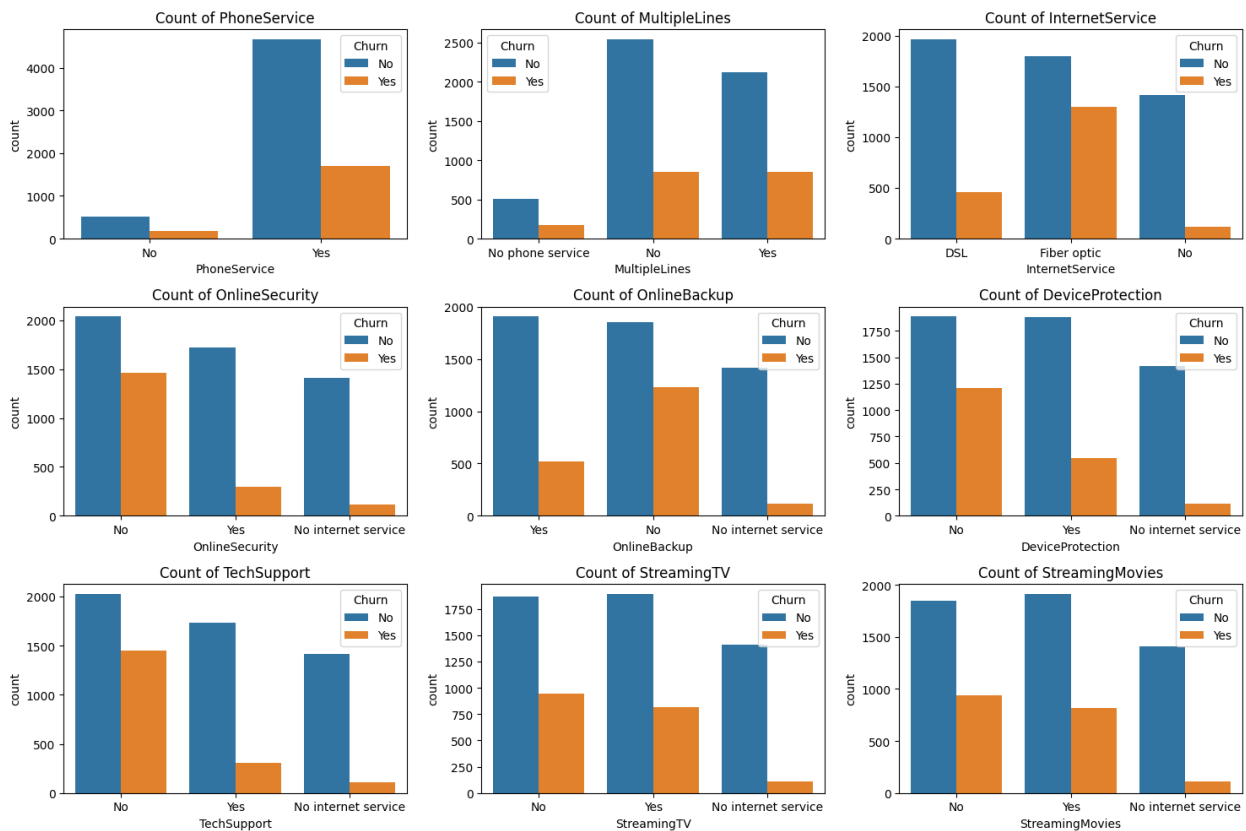 Count of PhoneService
4000
3000
2000
1000
0
count
Churn
No
Yes
No Yes
PhoneService
Count of MultipleLines
2500
2000
1500
1000
500
0
count
Churn
No
Yes
No phone service No Yes
MultipleLines
Count of InternetService
2000
1500
1000
500
0
count
Churn
No
Yes
DSL Fiber optic No
InternetService
Count of OnlineSecurity
2000
1500
1000
500
0
count
Churn
No
Yes
No Yes No internet service
OnlineSecurity
Count of OnlineBackup
2000
1500
1000
500
0
count
Churn
No
Yes
Yes No No internet service
OnlineBackup
Count of DeviceProtection
1750
1500
1250
1000
750
500
250
0
count
Churn
No
Yes
No Yes No internet service
DeviceProtection
Count of TechSupport
2000
1500
1000
500
0
count
Churn
No
Yes
No Yes No internet service
TechSupport
Count of StreamingTV
1750
1500
1250
1000
750
500
250
0
count
Churn
No
Yes
No Yes No internet service
StreamingTV
Count of StreamingMovies
2000
1500
1000
500
0
count
Churn
No
Yes
No Yes No internet service
StreamingMovies